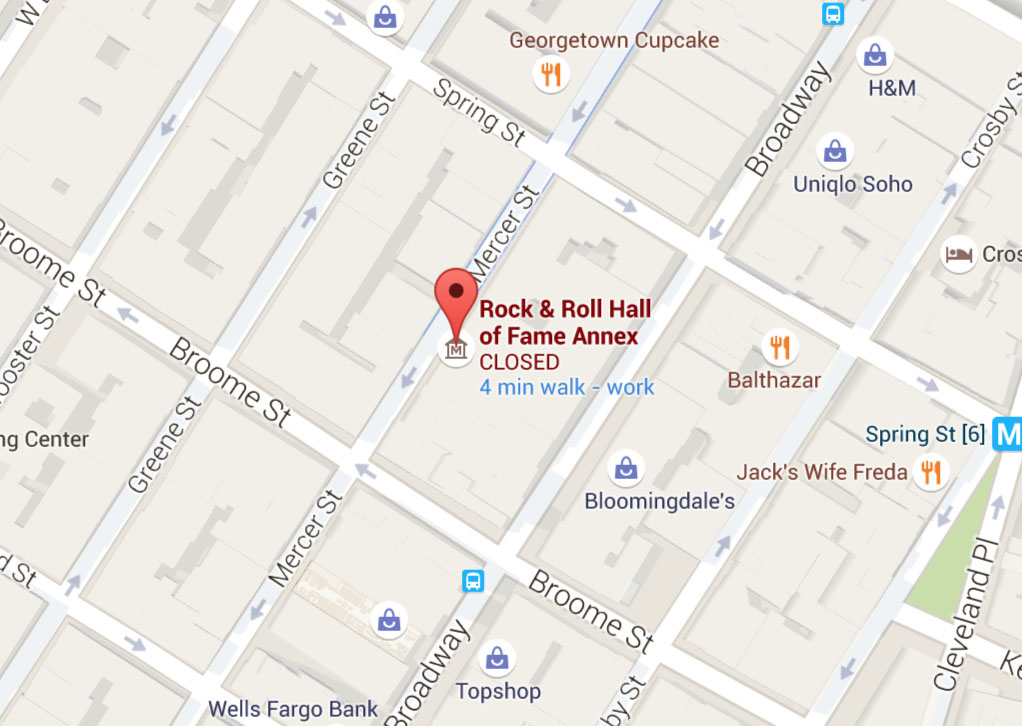 W B
Georgetown Cupcake
H&M
Broadway
Spring St
Greene St
Crosby St
Uniqlo Soho
Mercer St
Cros
Broome St
Rock & Roll Hall
of Fame Annex
CLOSED
4 min walk - work
Balthazar
ooster St
Broome St
Spring St [6]
M
ng Center
Greene St
Jack's Wife Freda
Bloomingdale's
Mercer St
d St
Broome St
Cleveland Pl
Ke
Broadway
Topshop
by St
Wells Fargo Bank